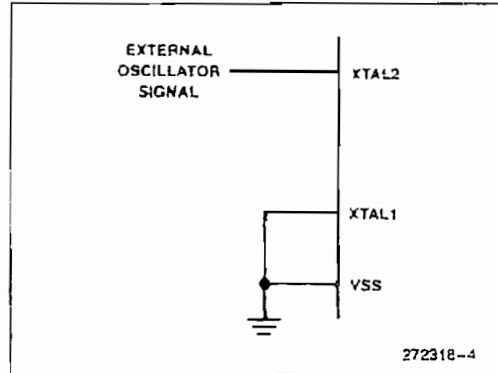 EXTERNAL
OSCILLATOR
SIGNAL
XTAL2
XTAL1
VSS
272318-4